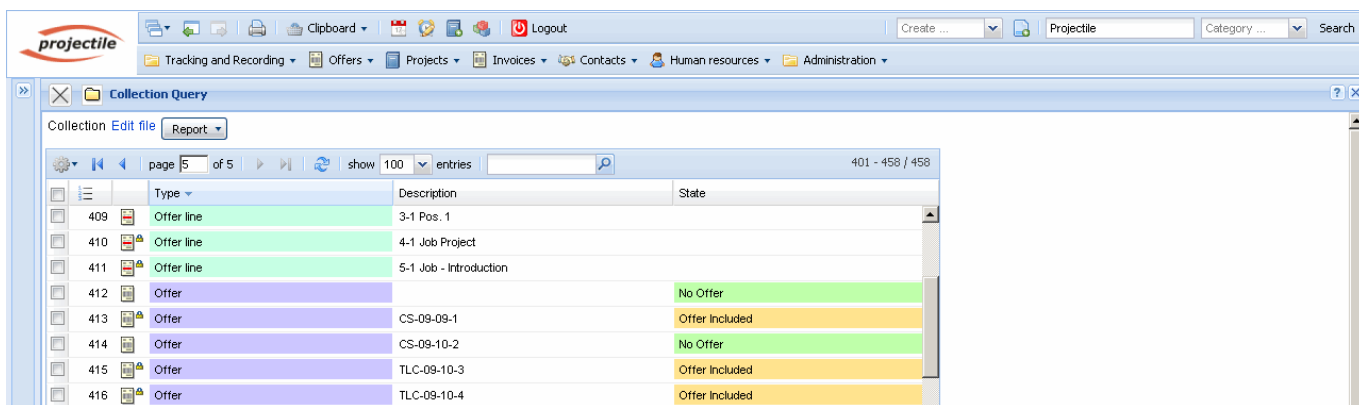 projectile
Clipboard Logout Create ... Projectile Category ... Search
Tracking and Recording Offers Projects Invoices Contacts Human resources Administration
Collection Query
Collection Edit file Report
page 5 of 5 show 100 entries 401 - 458 / 458
Type Description State
409 Offer line 3-1 Pos. 1
410 Offer line 4-1 Job Project
411 Offer line 5-1 Job - Introduction
412 Offer No Offer
413 Offer CS-09-09-1 Offer Included
414 Offer CS-09-10-2 No Offer
415 Offer TLC-09-10-3 Offer Included
416 Offer TLC-09-10-4 Offer Included